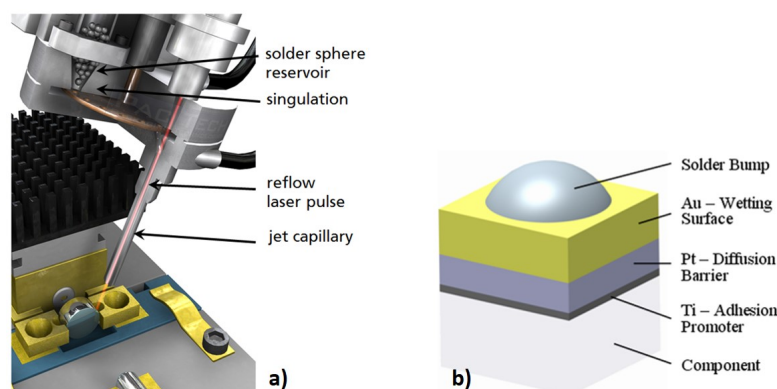 solder sphere
reservoir
singulation
reflow
laser pulse
jet capillary
a)
Solder Bump
Au – Wetting
Surface
Pt – Diffusion
Barrier
Ti – Adhesion
Promoter
Component
b)